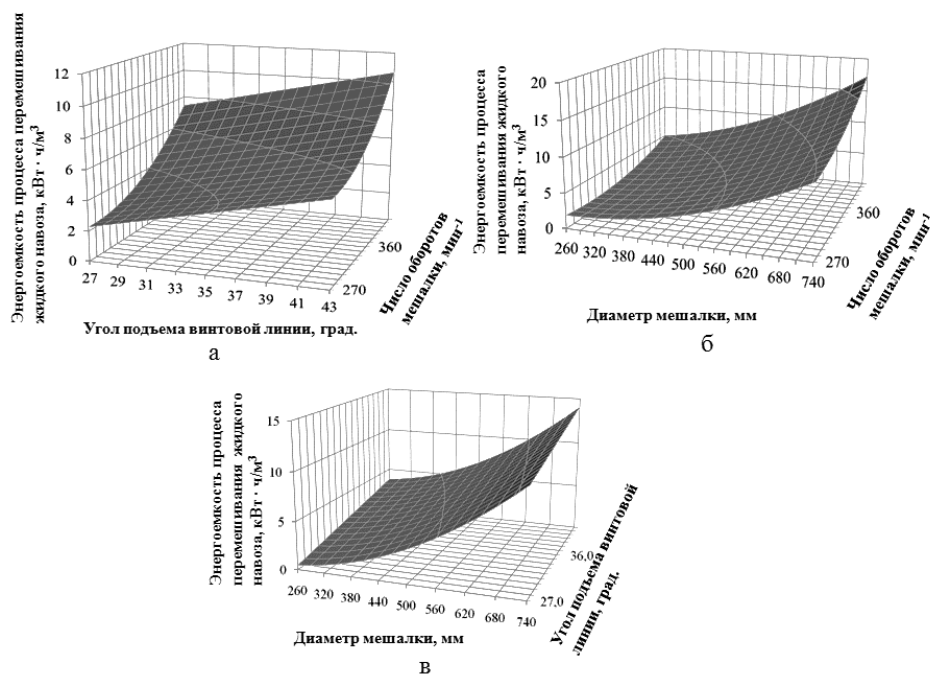 Энергоемкость процесса перемешивания
жидкого навоза, кВт · ч/м³
12
10
8
6
4
2
0
27 29 31 33 35 37 39 41 43
270
360
Угол подъема винтовой линии, град.
Число оборотов
мешалки, мин⁻¹
а
Энергоемкость процесса
перемешивания жидкого
навоза, кВт · ч/м³
20
15
10
5
0
260 320 380 440 500 560 620 680 740
270
360
Диаметр мешалки, мм
Число оборотов
мешалки, мин⁻¹
б
Энергоемкость процесса
перемешивания жидкого
навоза, кВт · ч/м³
15
10
5
0
260 320 380 440 500 560 620 680 740
27.0
36.0
Диаметр мешалки, мм
Угол подъема винтовой
линии, град.
в